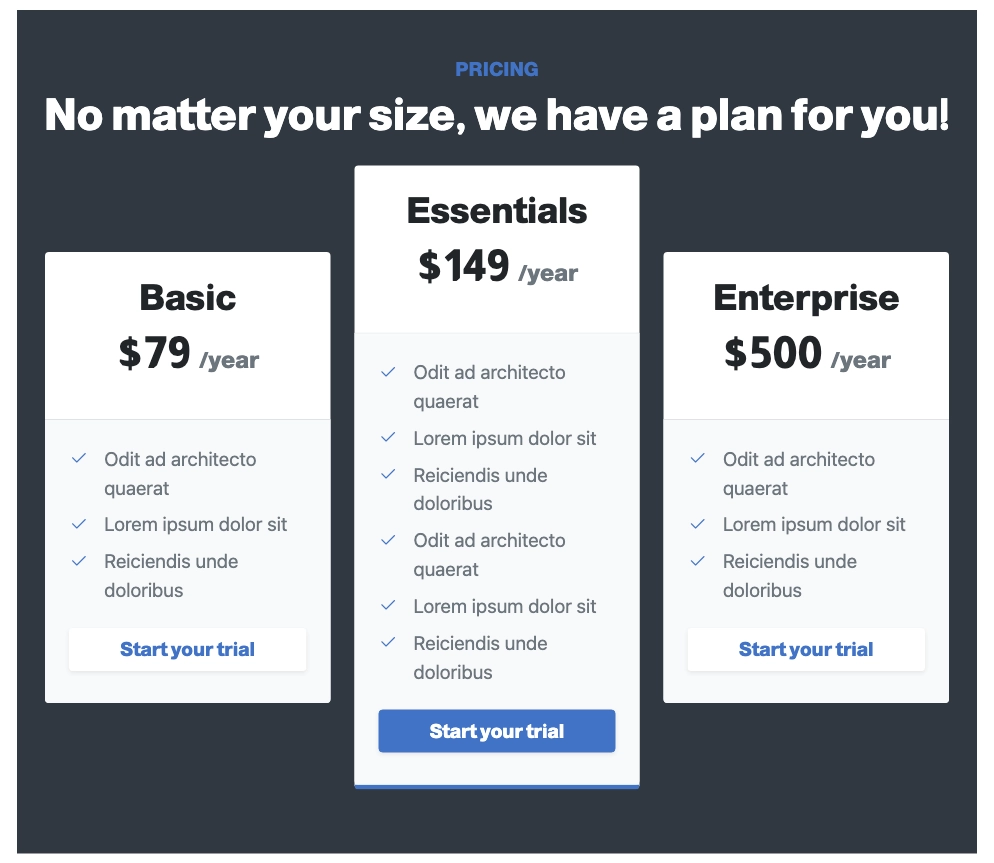 PRICING
No matter your size, we have a plan for you!
Basic
$79 /year
Odit ad architecto
quaerat
Lorem ipsum dolor sit
Reiciendis unde
doloribus
Start your trial
Essentials
$149 /year
Odit ad architecto
quaerat
Lorem ipsum dolor sit
Reiciendis unde
doloribus
Odit ad architecto
quaerat
Lorem ipsum dolor sit
Reiciendis unde
doloribus
Start your trial
Enterprise
$500 /year
Odit ad architecto
quaerat
Lorem ipsum dolor sit
Reiciendis unde
doloribus
Start your trial